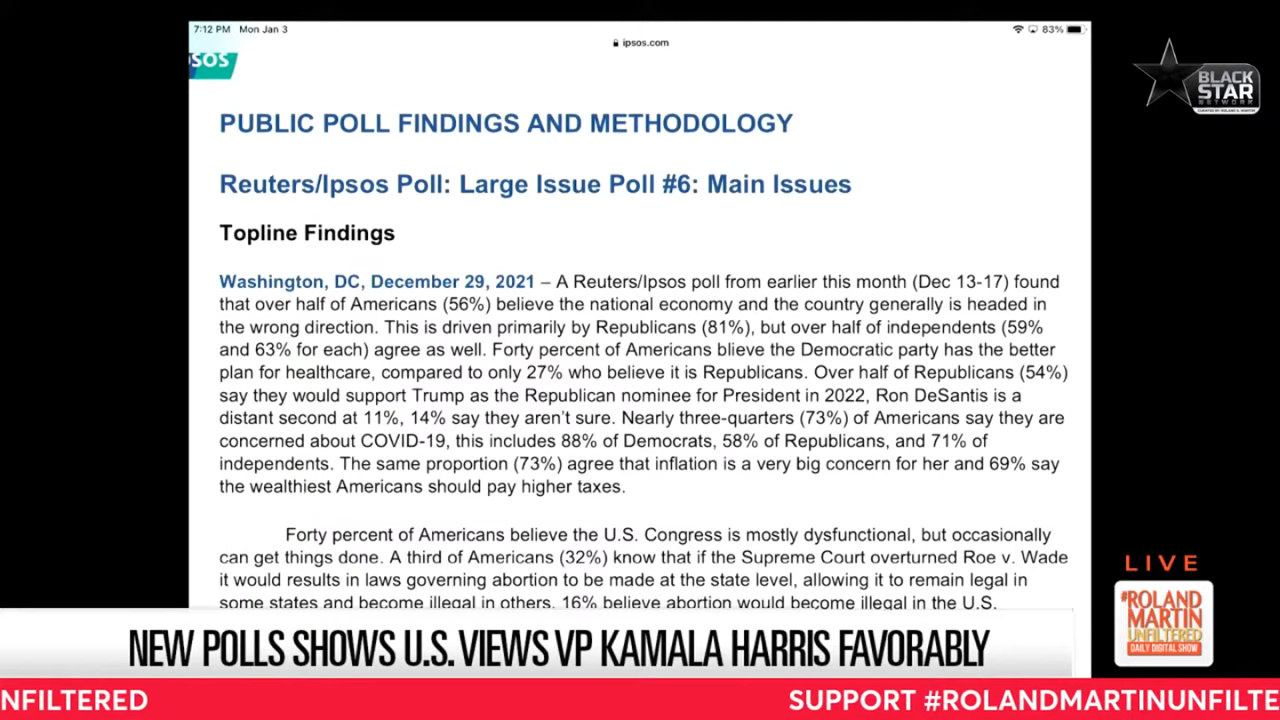 7:12 PM Mon Jan 3
ipsos.com
83%
SOS
BLACK
STAR
NETWORK
PUBLIC POLL FINDINGS AND METHODOLOGY
Reuters/Ipsos Poll: Large Issue Poll #6: Main Issues
Topline Findings
Washington, DC, December 29, 2021 – A Reuters/Ipsos poll from earlier this month (Dec 13-17) found
that over half of Americans (56%) believe the national economy and the country generally is headed in
the wrong direction. This is driven primarily by Republicans (81%), but over half of independents (59%
and 63% for each) agree as well. Forty percent of Americans blieve the Democratic party has the better
plan for healthcare, compared to only 27% who believe it is Republicans. Over half of Republicans (54%)
say they would support Trump as the Republican nominee for President in 2022, Ron DeSantis is a
distant second at 11%, 14% say they aren't sure. Nearly three-quarters (73%) of Americans say they are
concerned about COVID-19, this includes 88% of Democrats, 58% of Republicans, and 71% of
independents. The same proportion (73%) agree that inflation is a very big concern for her and 69% say
the wealthiest Americans should pay higher taxes.
Forty percent of Americans believe the U.S. Congress is mostly dysfunctional, but occasionally
can get things done. A third of Americans (32%) know that if the Supreme Court overturned Roe v. Wade
it would results in laws governing abortion to be made at the state level, allowing it to remain legal in
some states and become illegal in others. 16% believe abortion would become illegal in the U.S.
LIVE
#ROLAND
MARTIN
UNFILTERED
DAILY DIGITAL SHOW
NEW POLLS SHOWS U.S. VIEWS VP KAMALA HARRIS FAVORABLY
NFILTERED
SUPPORT #ROLANDMARTINUNFILTE